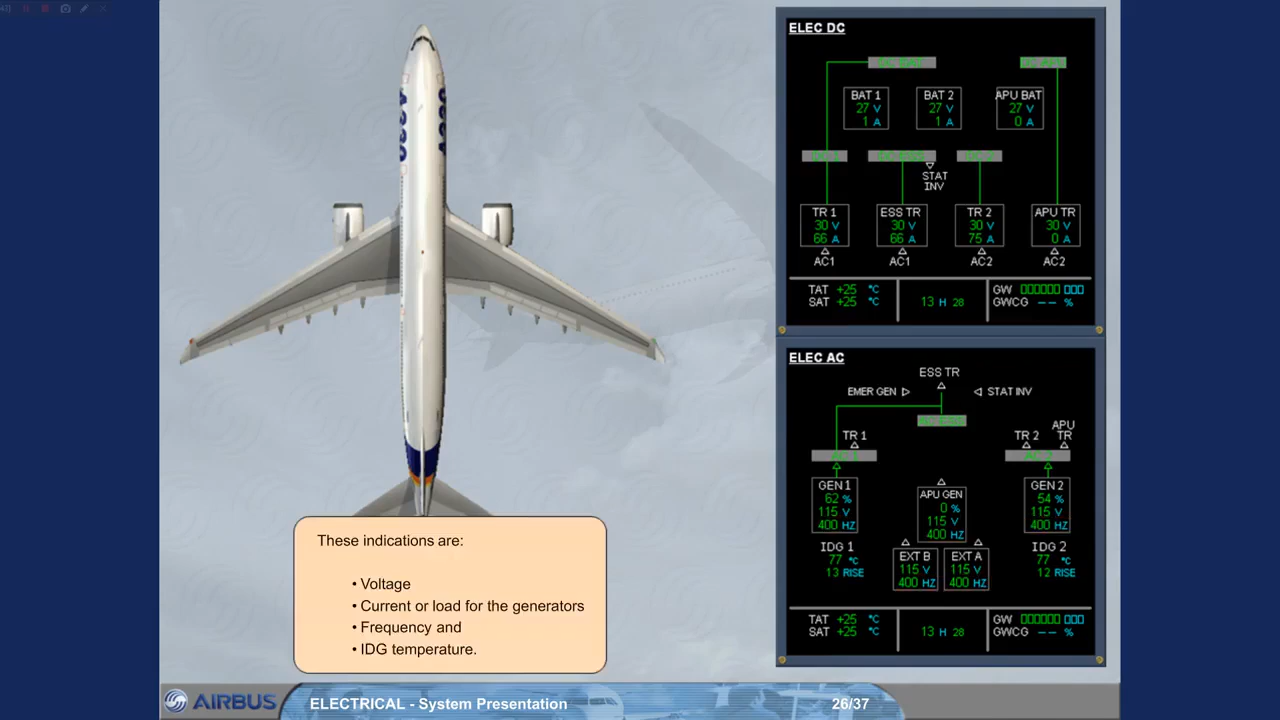 ELEC DC
BAT 1
27 V
1 A
BAT 2
27 V
1 A
APU BAT
27 V
0 A
STAT
INV
TR 1
30 V
66 A
ESS TR
30 V
66 A
TR 2
30 V
75 A
APU TR
30 V
0 A
AC1
AC1
AC2
AC2
TAT +25 °C
SAT +25 °C
13 H 28
GW
GWCG -- %
ELEC AC
ESS TR
EMER GEN
STAT INV
TR 1
TR 2
APU
TR
AC 1
AC 2
GEN 1
62 %
115 V
400 HZ
APU GEN
0 %
115 V
400 HZ
GEN 2
54 %
115 V
400 HZ
IDG 1
77 °C
13 RISE
EXT B
115 V
400 HZ
EXT A
115 V
400 HZ
IDG 2
77 °C
12 RISE
TAT +25 °C
SAT +25 °C
13 H 28
GW
GWCG -- %
These indications are:
• Voltage
• Current or load for the generators
• Frequency and
• IDG temperature.
AIRBUS
ELECTRICAL - System Presentation
26/37